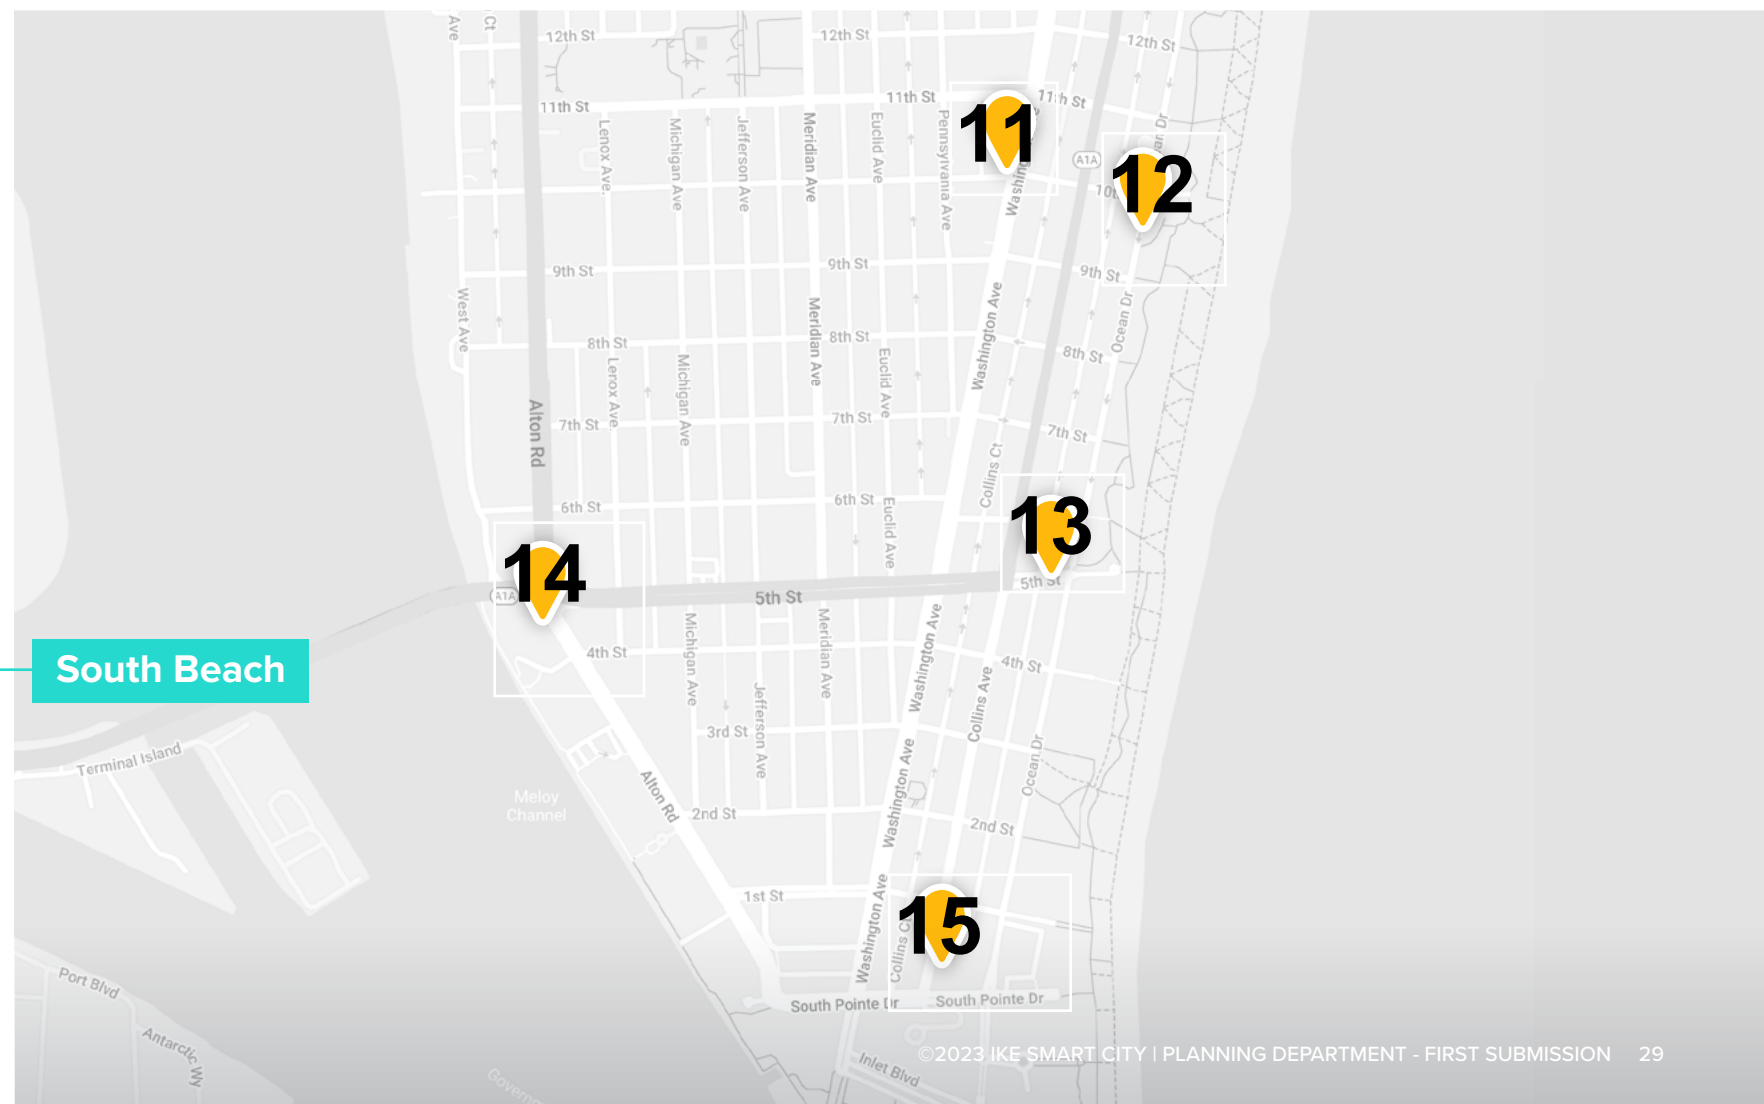 Ave
Ct
12th St
12th St
12th St
11th St
11th St
11th St
11
12
A1A
Lenox Ave
Michigan Ave
Jefferson Ave
Meridian Ave
Euclid Ave
Pennsylvania Ave
9th St
9th St
9th St
West Ave
Meridian Ave
Washington Ave
Ocean Dr
8th St
8th St
8th St
Lenox Ave
Michigan Ave
Euclid Ave
Alton Rd
7th St
7th St
7th St
Collins Ct
6th St
6th St
Euclid Ave
13
14
A1A
5th St
5th St
South Beach
4th St
4th St
Michigan Ave
Meridian Ave
Washington Ave
Jefferson Ave
Collins Ave
3rd St
Ocean Dr
Terminal Island
Meloy
Channel
Alton Rd
2nd St
2nd St
Washington Ave
1st St
15
Washington Ave
Port Blvd
South Pointe Dr
South Pointe Dr
Antarctic Wy
Inlet Blvd
©2023 IKE SMART CITY | PLANNING DEPARTMENT - FIRST SUBMISSION 29